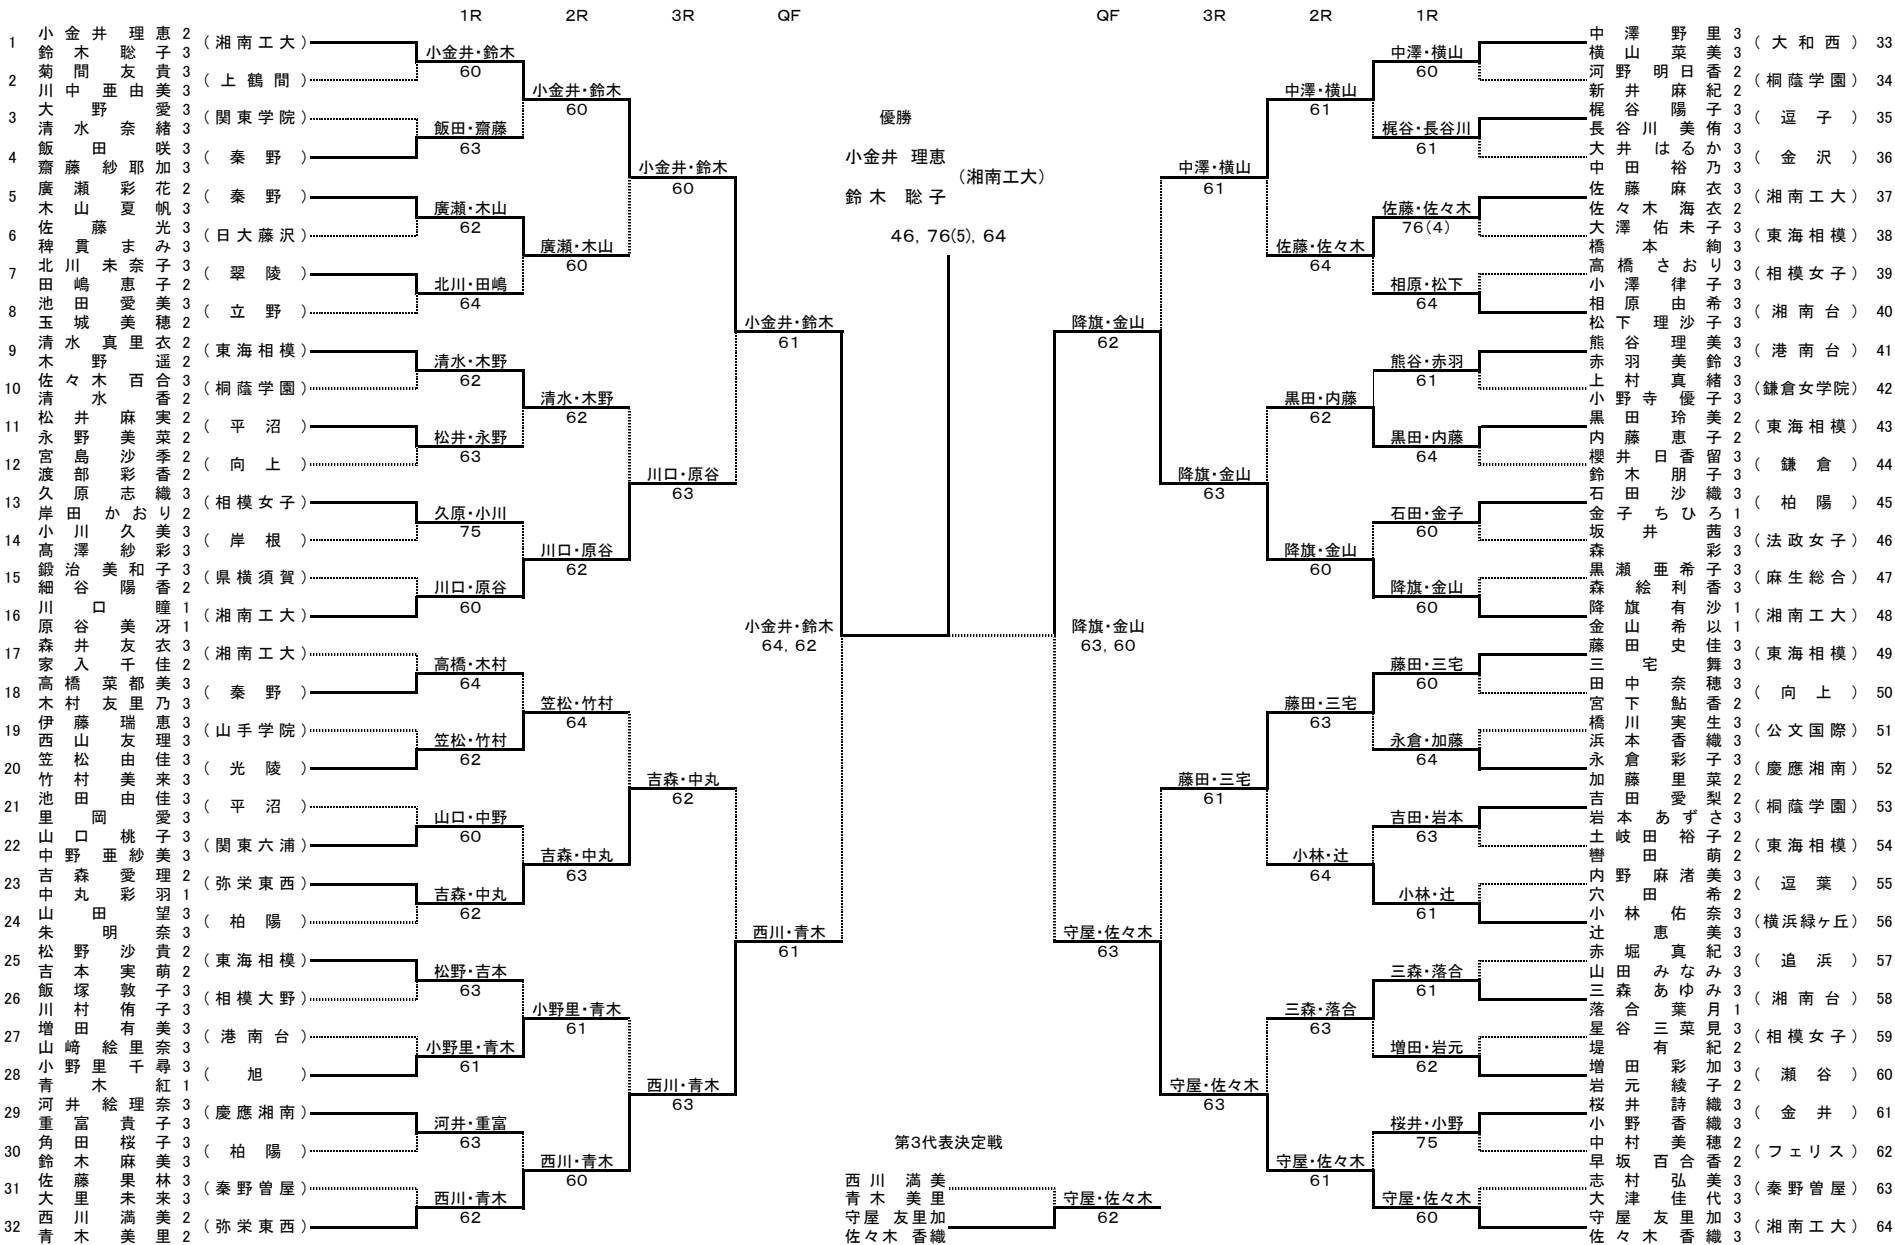 1R 2R 3R QF QF 3R 2R 1R
1 小金井 理恵 2 鈴木 聡子 3 (湘南工大)
2 菊間 友貴 3 川中 亜由美 3 (上鶴間)
3 大野 愛 3 清水 奈緒 3 (関東学院)
4 飯田 咲 3 齋藤 紗耶加 3 (秦野)
5 廣瀬 彩花 2 木山 夏帆 3 (秦野)
6 佐藤 光 3 稗貫 まみ 3 (日大藤沢)
7 北川 未奈子 3 田嶋 恵子 2 (翠陵)
8 池田 愛美 3 玉城 美穂 2 (立野)
9 清水 真里衣 2 木野 遥 2 (東海相模)
10 佐々木 百合 3 清水 香 2 (桐蔭学園)
11 松井 麻実 2 永野 美菜 2 (平沼)
12 宮島 沙季 2 渡部 彩香 2 (向上)
13 久原 志織 3 岸田 かおり 2 (相模女子)
14 小川 久美 3 髙澤 紗彩 3 (岸根)
15 鍛治 美和子 3 細谷 陽香 2 (県横須賀)
16 川口 瞳 1 原谷 美冴 1 (湘南工大)
17 森井 友衣 3 家入 千佳 2 (湘南工大)
18 高橋 菜都美 3 木村 友里乃 3 (秦野)
19 伊藤 瑞恵 3 西山 友理 3 (山手学院)
20 笠松 由佳 3 竹村 美来 3 (光陵)
21 池田 由佳 3 里岡 愛 3 (平沼)
22 山口 桃子 3 中野 亜紗美 3 (関東六浦)
23 吉森 愛理 2 中丸 彩羽 1 (弥栄東西)
24 山田 望 3 朱 明奈 3 (柏陽)
25 松野 沙貴 2 吉本 実萌 2 (東海相模)
26 飯塚 敦子 3 川村 侑子 3 (相模大野)
27 増田 有美 3 山﨑 絵里奈 3 (港南台)
28 小野里 千尋 3 青木 紅 1 (旭)
29 河井 絵理奈 3 重富 貴子 3 (慶應湘南)
30 角田 桜子 3 鈴木 麻美 3 (柏陽)
31 佐藤 果林 3 大里 未来 3 (秦野曽屋)
32 西川 満美 2 青木 美里 2 (弥栄東西)
小金井・鈴木 60
飯田・齋藤 63
廣瀬・木山 62
北川・田嶋 64
清水・木野 62
松井・永野 63
久原・小川 75
川口・原谷 60
高橋・木村 64
笠松・竹村 62
山口・中野 60
吉森・中丸 62
松野・吉本 63
小野里・青木 61
河井・重富 63
西川・青木 62
小金井・鈴木 60
廣瀬・木山 60
清水・木野 62
川口・原谷 62
笠松・竹村 64
吉森・中丸 63
小野里・青木 61
西川・青木 60
小金井・鈴木 60
川口・原谷 63
吉森・中丸 62
西川・青木 63
小金井・鈴木 61
西川・青木 61
小金井・鈴木 64, 62
優勝
小金井 理恵
(湘南工大)
鈴木 聡子
46, 76(5), 64
降旗・金山 63, 60
降旗・金山 62
守屋・佐々木 63
中澤・横山 61
降旗・金山 63
藤田・三宅 61
守屋・佐々木 63
中澤・横山 61
佐藤・佐々木 64
黒田・内藤 62
降旗・金山 60
藤田・三宅 63
小林・辻 64
三森・落合 63
守屋・佐々木 61
中澤・横山 60
梶谷・長谷川 61
佐藤・佐々木 76(4)
相原・松下 64
熊谷・赤羽 61
黒田・内藤 64
石田・金子 60
降旗・金山 60
藤田・三宅 60
永倉・加藤 64
吉田・岩本 63
小林・辻 61
三森・落合 61
増田・岩元 62
桜井・小野 75
守屋・佐々木 60
中澤 野里 3 横山 菜美 3 (大和西) 33
河野 明日香 2 新井 麻紀 2 (桐蔭学園) 34
梶谷 陽子 3 長谷川 美侑 3 (逗子) 35
大井 はるか 3 中田 裕乃 3 (金沢) 36
佐藤 麻衣 3 佐々木 海衣 2 (湘南工大) 37
大澤 佑未子 3 橋本 絢 3 (東海相模) 38
高橋 さおり 3 小澤 律子 3 (相模女子) 39
相原 由希 3 松下 理沙子 3 (湘南台) 40
熊谷 理美 3 赤羽 美鈴 3 (港南台) 41
上村 真緒 3 小野寺 優子 3 (鎌倉女学院) 42
黒田 玲美 2 内藤 恵子 2 (東海相模) 43
櫻井 日香留 3 鈴木 朋子 3 (鎌倉) 44
石田 沙織 3 金子 ちひろ 1 (柏陽) 45
坂井 茜 3 森 彩 3 (法政女子) 46
黒瀬 亜希子 3 森 絵利香 3 (麻生総合) 47
降旗 有沙 1 金山 希以 1 (湘南工大) 48
藤田 史佳 3 三宅 舞 3 (東海相模) 49
田中 奈穂 3 宮下 鮎香 2 (向上) 50
橋川 実生 3 浜本 香織 3 (公文国際) 51
永倉 彩子 3 加藤 里菜 2 (慶應湘南) 52
吉田 愛梨 2 岩本 あずさ 3 (桐蔭学園) 53
土岐田 裕子 2 轡田 萌 2 (東海相模) 54
内野 麻渚美 3 穴田 希 2 (逗葉) 55
小林 佑奈 3 辻 恵美 3 (横浜緑ヶ丘) 56
赤堀 真紀 3 山田 みなみ 3 (追浜) 57
三森 あゆみ 3 落合 葉月 1 (湘南台) 58
星谷 三菜見 3 堤 有紀 2 (相模女子) 59
増田 彩加 3 岩元 綾子 2 (瀬谷) 60
桜井 詩織 3 小野 香織 3 (金井) 61
中村 美穂 2 早坂 百合香 2 (フェリス) 62
志村 弘美 3 大津 佳代 3 (秦野曽屋) 63
守屋 友里加 3 佐々木 香織 3 (湘南工大) 64
第3代表決定戦
西川 満美
青木 美里
守屋 友里加
佐々木 香織
守屋・佐々木
62